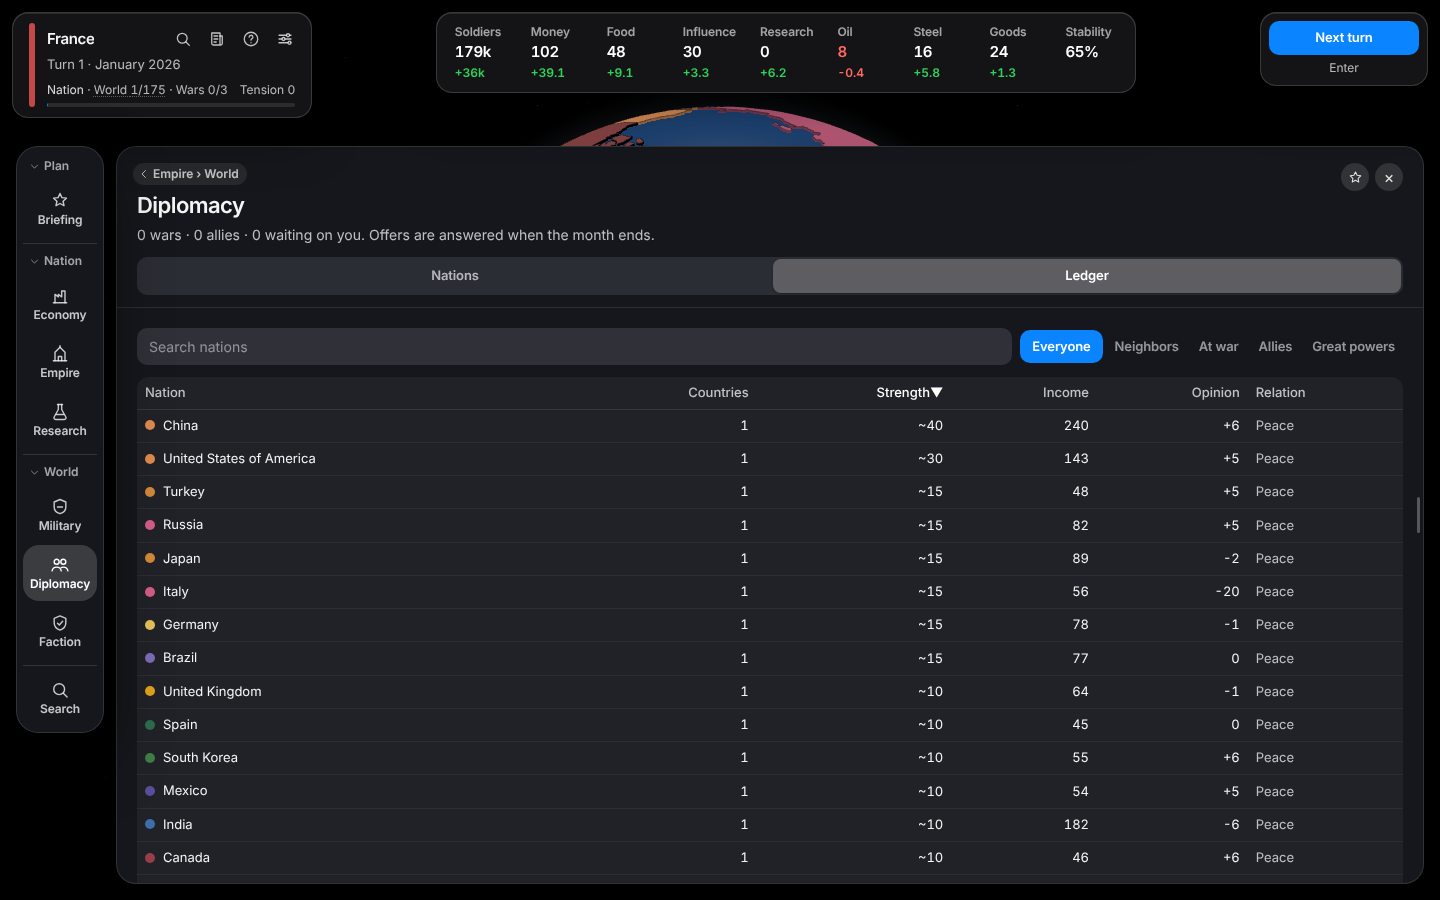 France
Turn 1 · January 2026
Nation · World 1/175 · Wars 0/3 Tension 0
Soldiers Money Food Influence Research Oil Steel Goods Stability
179k 102 48 30 0 8 16 24 65%
+36k +39.1 +9.1 +3.3 +6.2 -0.4 +5.8 +1.3
Next turn
Enter
Plan
Briefing
Nation
Economy
Empire
Research
World
Military
Diplomacy
Faction
Search
Empire › World
Diplomacy
0 wars · 0 allies · 0 waiting on you. Offers are answered when the month ends.
Nations Ledger
Search nations Everyone Neighbors At war Allies Great powers
Nation Countries Strength▼ Income Opinion Relation
China 1 ~40 240 +6 Peace
United States of America 1 ~30 143 +5 Peace
Turkey 1 ~15 48 +5 Peace
Russia 1 ~15 82 +5 Peace
Japan 1 ~15 89 -2 Peace
Italy 1 ~15 56 -20 Peace
Germany 1 ~15 78 -1 Peace
Brazil 1 ~15 77 0 Peace
United Kingdom 1 ~10 64 -1 Peace
Spain 1 ~10 45 0 Peace
South Korea 1 ~10 55 +6 Peace
Mexico 1 ~10 54 +5 Peace
India 1 ~10 182 -6 Peace
Canada 1 ~10 46 +6 Peace